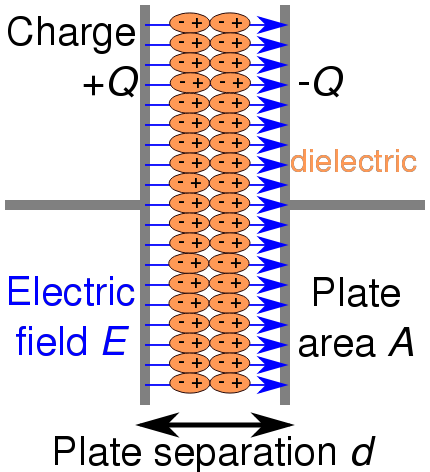 Charge
+Q
-Q
dielectric
Electric
field E
Plate
area A
Plate separation d